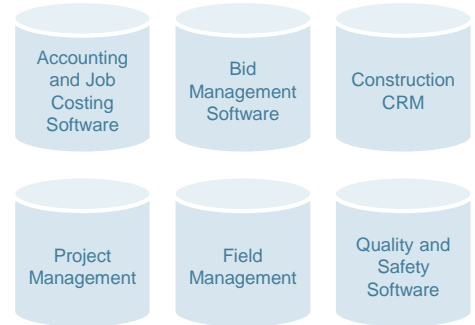 Accounting
and Job
Costing
Software
Bid
Management
Software
Construction
CRM
Project
Management
Field
Management
Quality and
Safety
Software